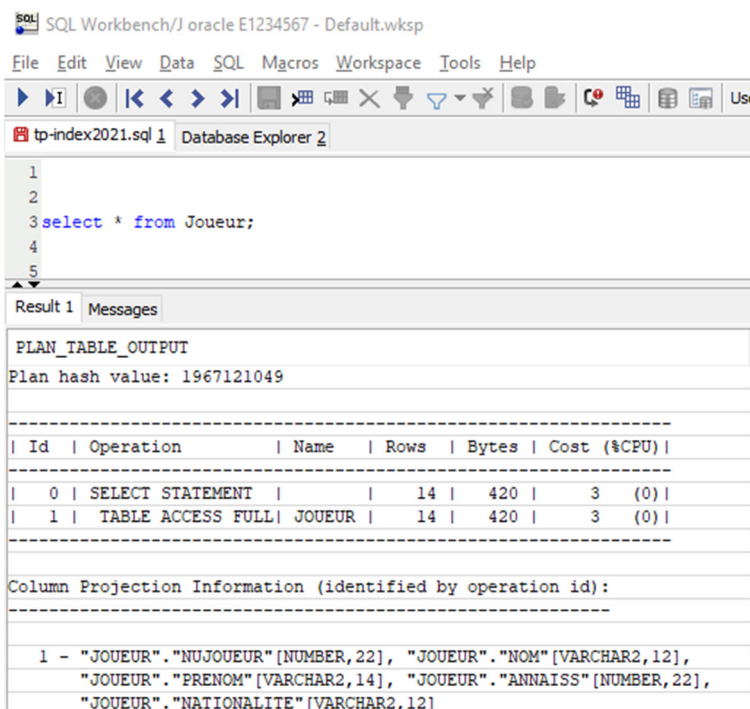 SQL SQL Workbench/J oracle E1234567 - Default.wksp
File Edit View Data SQL Macros Workspace Tools Help
tp-index2021.sql 1 Database Explorer 2
1
2
3 select * from Joueur;
4
5
Result 1 Messages
PLAN_TABLE_OUTPUT
Plan hash value: 1967121049
-------------------------------------------------------------------
| Id | Operation | Name | Rows | Bytes | Cost (%CPU)|
-------------------------------------------------------------------
| 0 | SELECT STATEMENT | | 14 | 420 | 3 (0)|
| 1 | TABLE ACCESS FULL| JOUEUR | 14 | 420 | 3 (0)|
-------------------------------------------------------------------
Column Projection Information (identified by operation id):
-----------------------------------------------------------
1 - "JOUEUR"."NUJOUEUR"[NUMBER,22], "JOUEUR"."NOM"[VARCHAR2,12],
"JOUEUR"."PRENOM"[VARCHAR2,14], "JOUEUR"."ANNAISS"[NUMBER,22],
"JOUEUR"."NATIONALITE"[VARCHAR2,12]